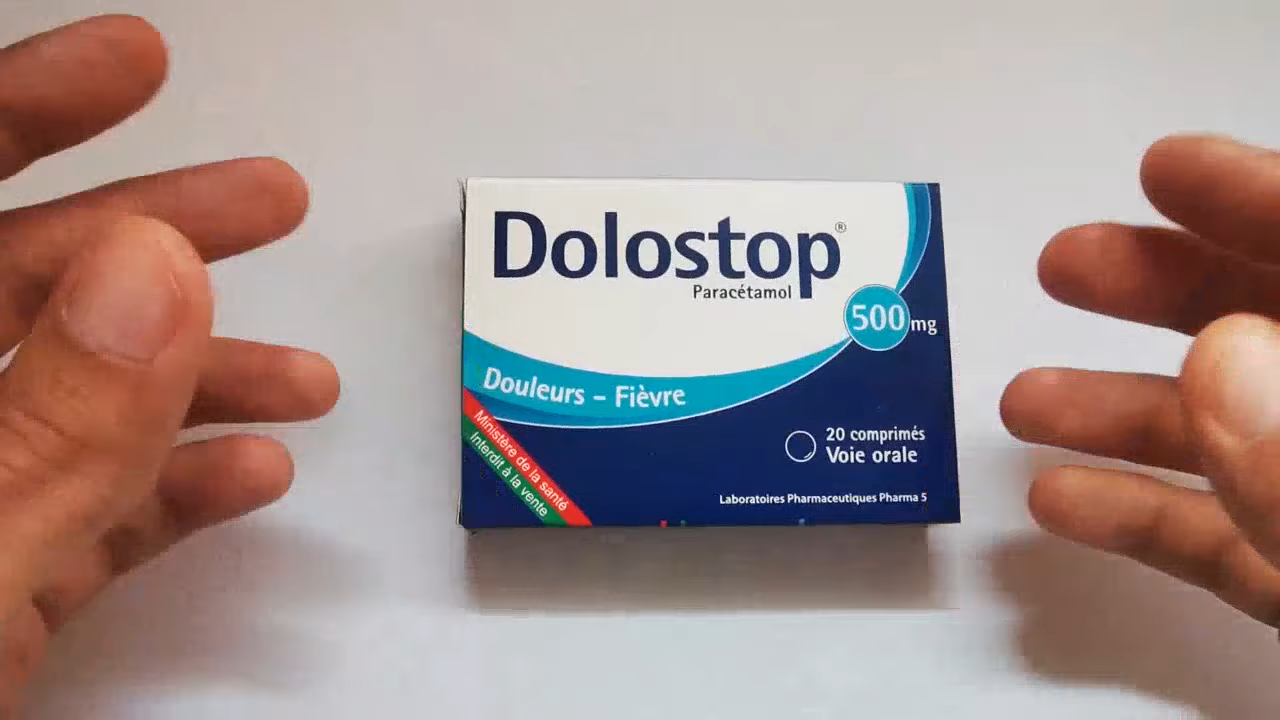 Dolostop®
Paracétamol
500mg
Douleurs – Fièvre
Ministère de la santé
Interdit à la vente
20 comprimés
Voie orale
Laboratoires Pharmaceutiques Pharma 5